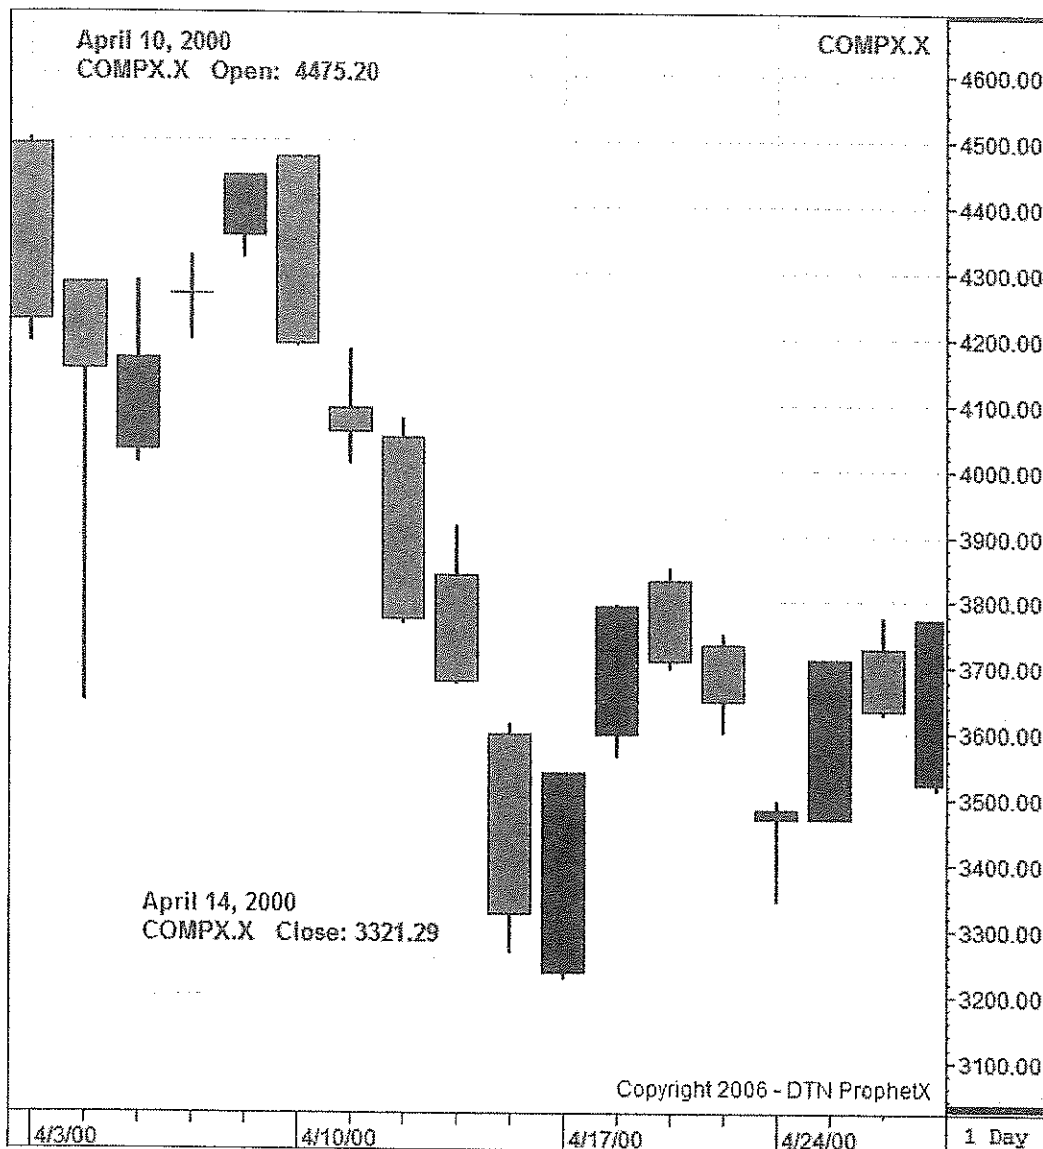 April 10, 2000
COMPX.X Open: 4475.20
COMPX.X
4600.00
4500.00
4400.00
4300.00
4200.00
4100.00
4000.00
3900.00
3800.00
3700.00
3600.00
3500.00
3400.00
3300.00
3200.00
3100.00
April 14, 2000
COMPX.X Close: 3321.29
Copyright 2006 - DTN ProphetX
4/3/00 4/10/00 4/17/00 4/24/00 1 Day